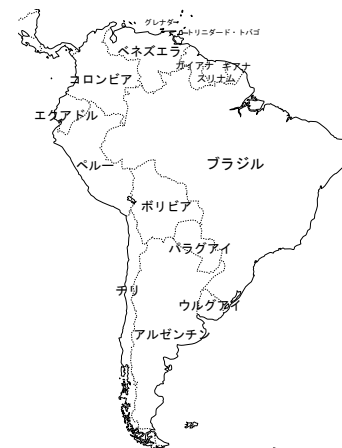 グレナダ
トリニダード・トバゴ
ベネズエラ
ガイアナ
ギアナ
スリナム
コロンビア
エクアドル
ペルー
ブラジル
ボリビア
パラグアイ
チリ
ウルグアイ
アルゼンチン